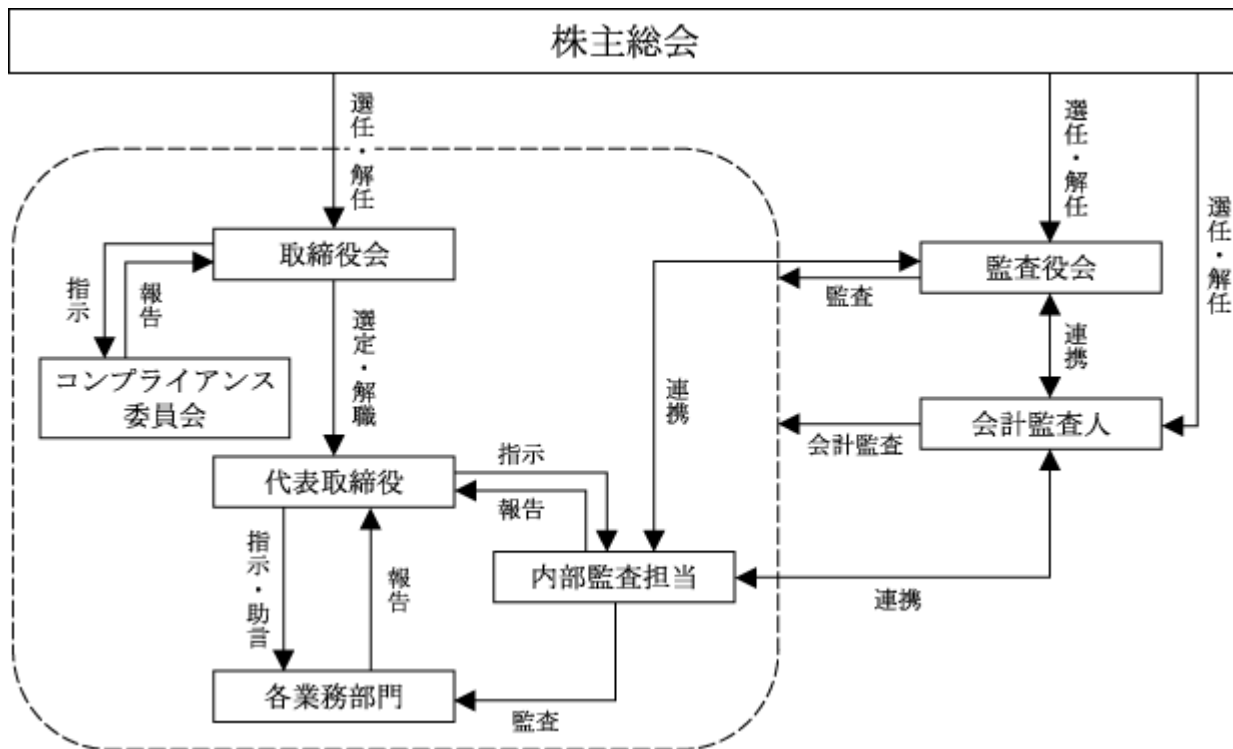 株主総会
選任・解任
選任・解任
選任・解任
取締役会
監査役会
指示
報告
監査
選定・解職
連携
連携
コンプライアンス
委員会
会計監査人
会計監査
代表取締役
指示
報告
内部監査担当
連携
指示・助言
報告
各業務部門
監査